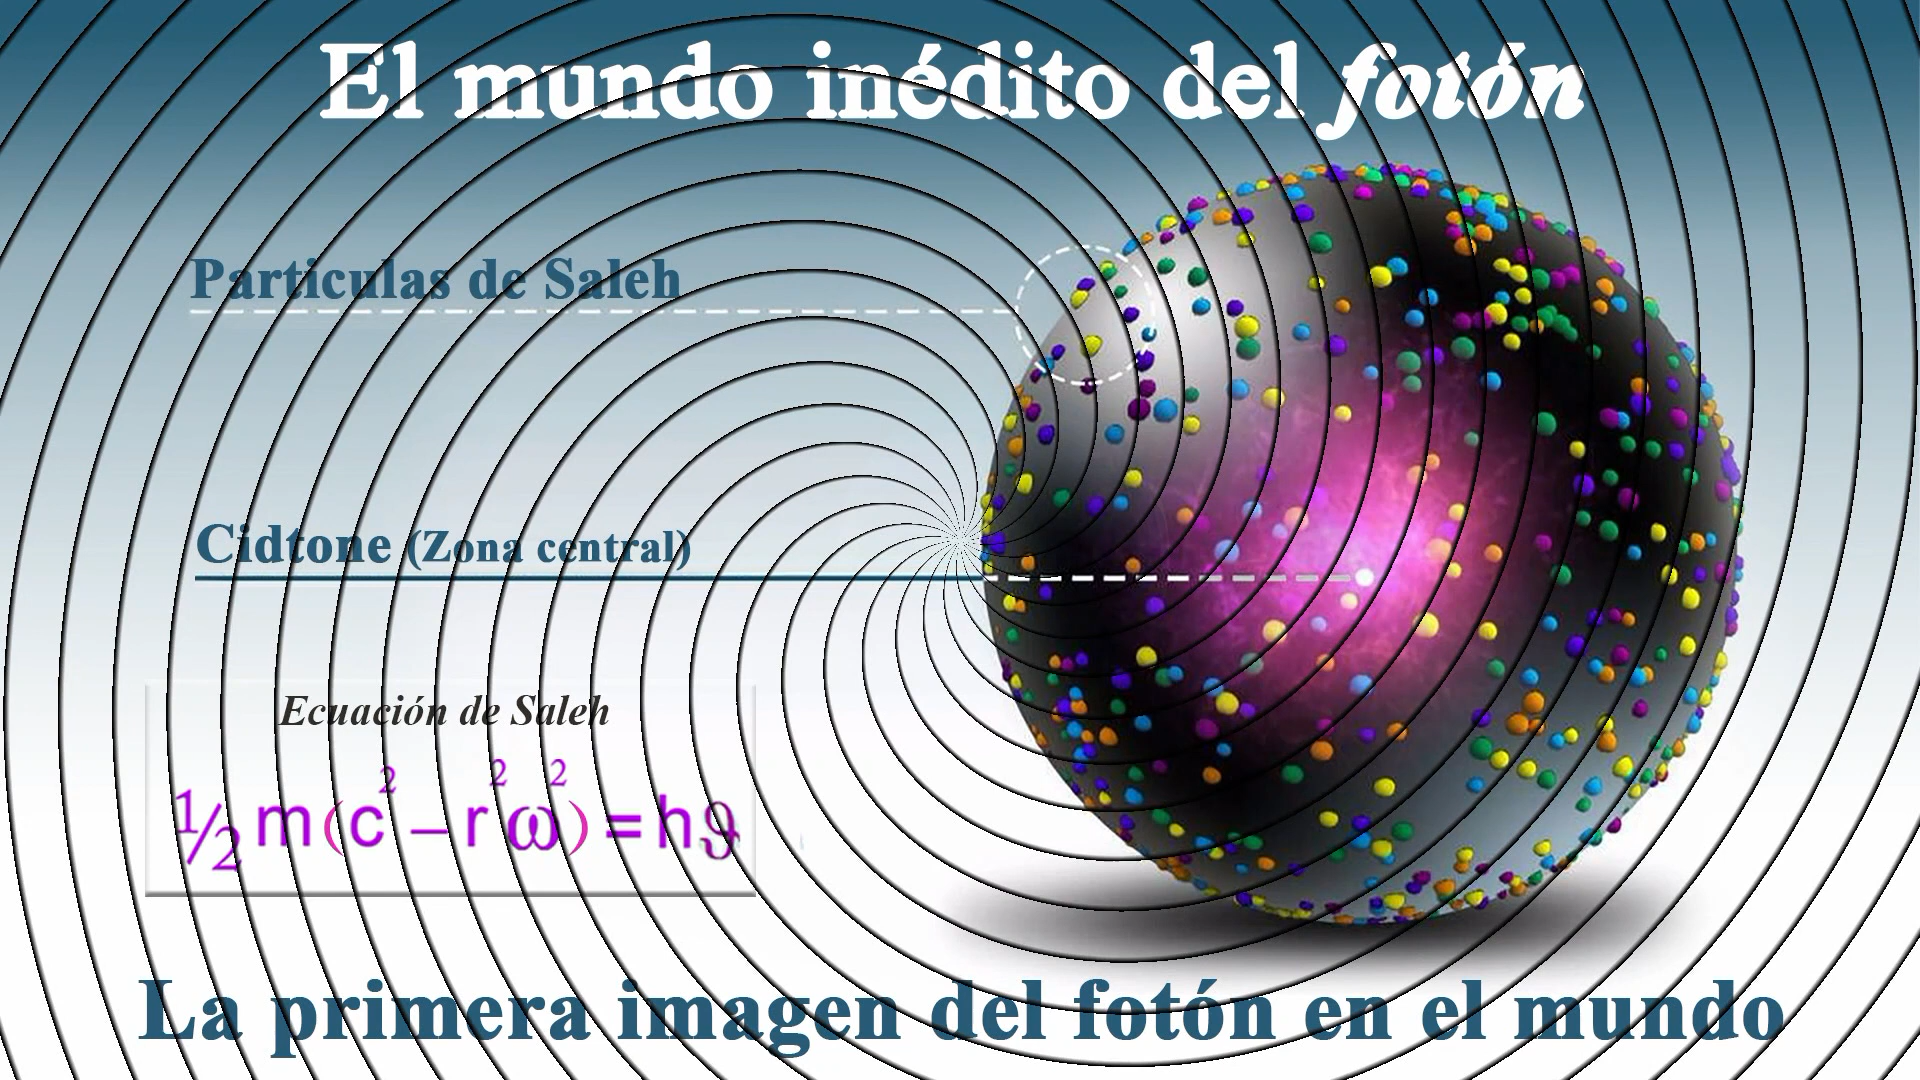 El mundo inédito del fotón
Particulas de Saleh
Cidtone (Zona central)
Ecuación de Saleh
½ m(c² – r²ω²) = hϑ
La primera imagen del fotón en el mundo